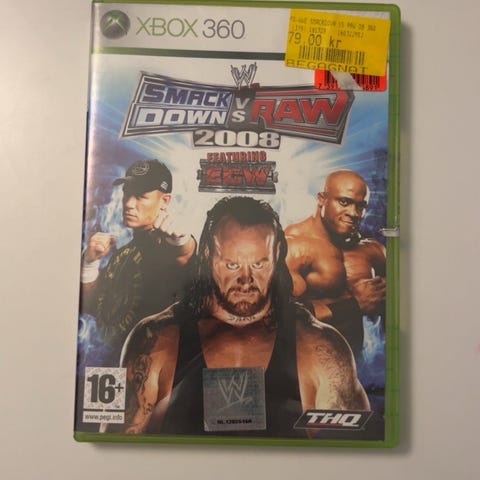 XBOX 360
79,00 kr
BEGAGNAT
W
SMACK
DOWN
VS
RAW
2008
FEATURING
ECW
16+
www.pegi.info
W
THQ